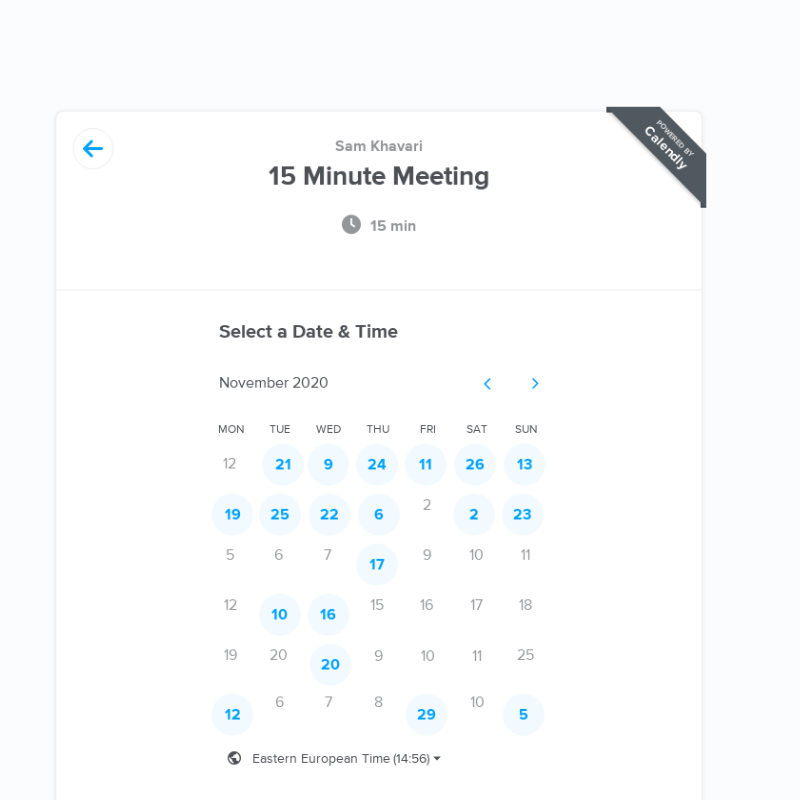 Sam Khavari
15 Minute Meeting
15 min
POWERED BY
Calendly
Select a Date & Time
November 2020
MON TUE WED THU FRI SAT SUN
12 21 9 24 11 26 13
19 25 22 6 2 2 23
5 6 7 17 9 10 11
12 10 16 15 16 17 18
19 20 20 9 10 11 25
12 6 7 8 29 10 5
Eastern European Time (14:56)